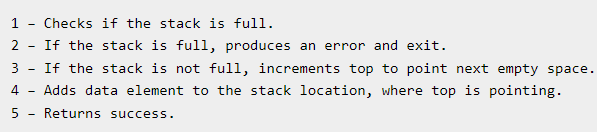 1 – Checks if the stack is full.
2 – If the stack is full, produces an error and exit.
3 – If the stack is not full, increments top to point next empty space.
4 – Adds data element to the stack location, where top is pointing.
5 – Returns success.